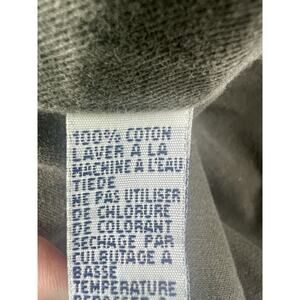 100% COTON
LAVER À LA
MACHINE À L'EAU
TIEDE
NE PAS UTILISER
DE CHLORURE
DE COLORANT
SECHAGE PAR
CULBUTAGE À
BASSE
TEMPERATURE